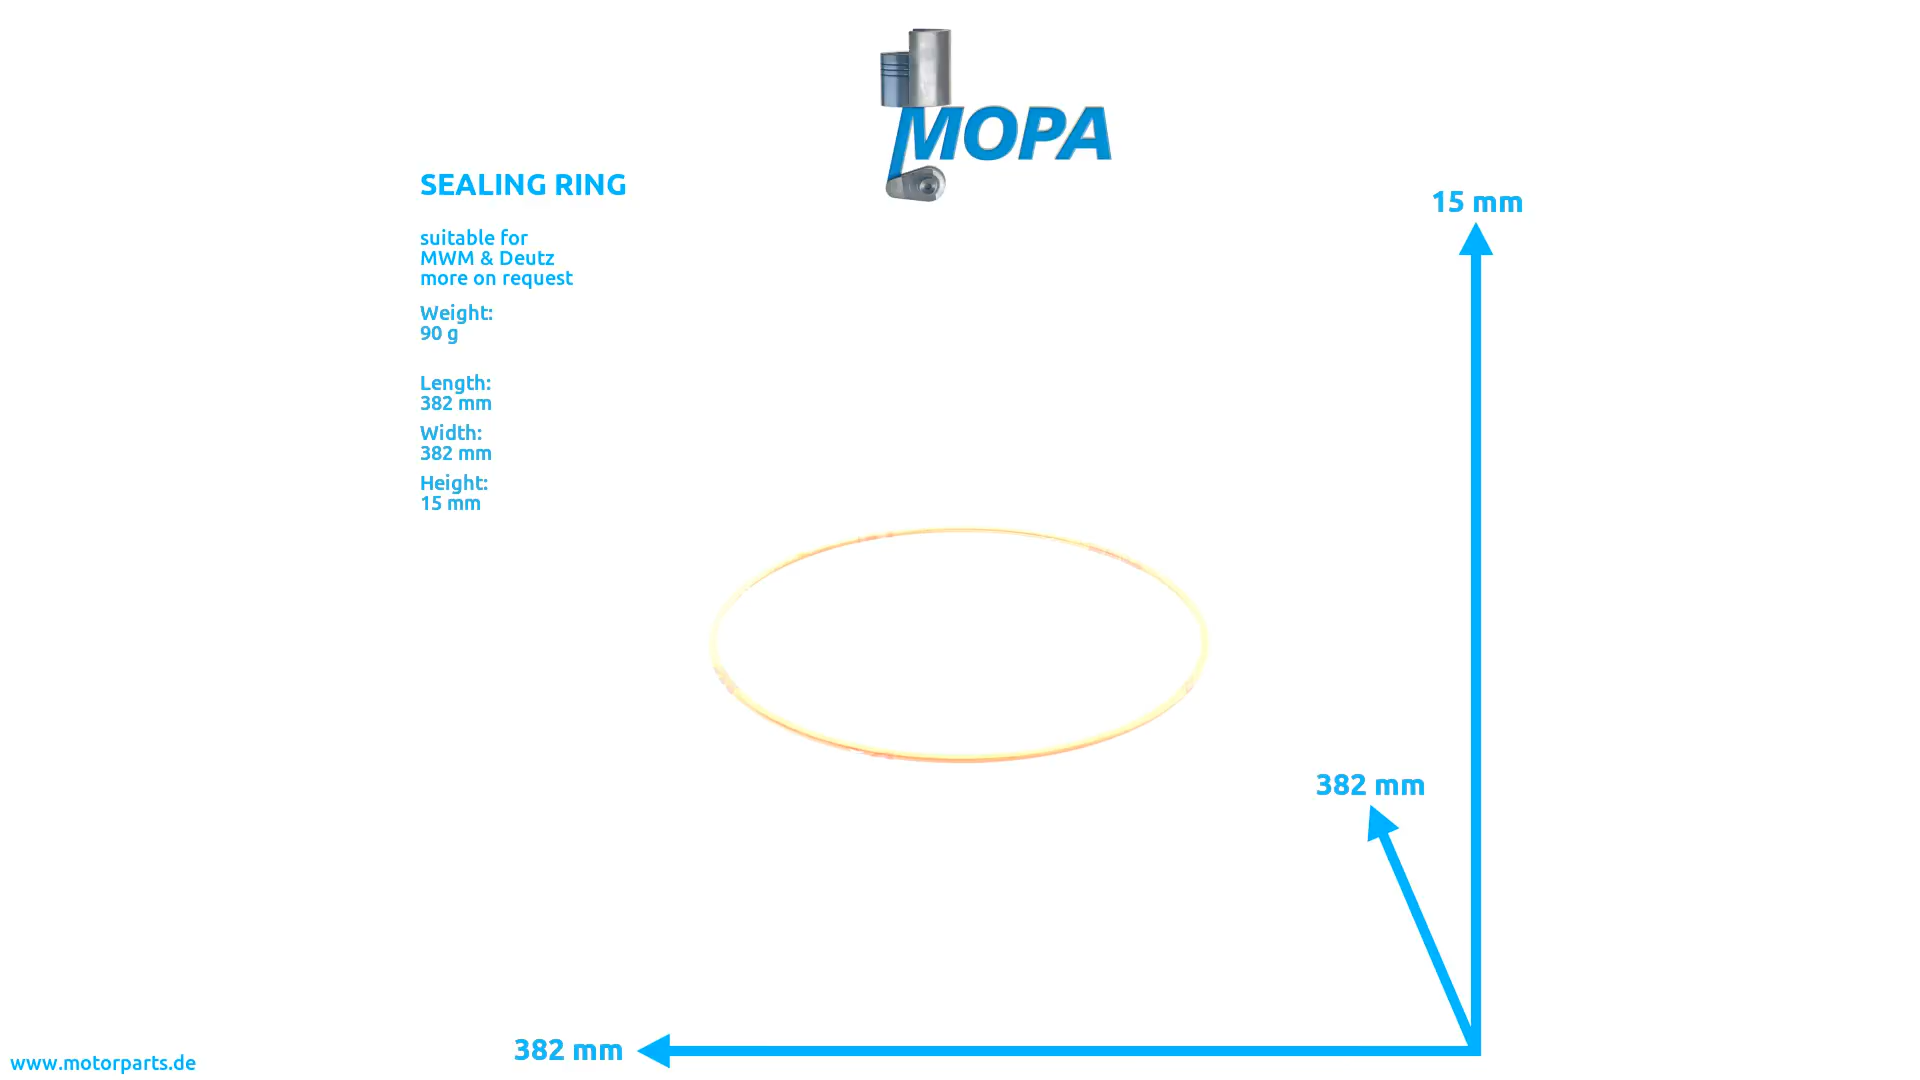 MOPA
SEALING RING
suitable for
MWM & Deutz
more on request
Weight:
90 g
Length:
382 mm
Width:
382 mm
Height:
15 mm
15 mm
382 mm
382 mm
www.motorparts.de